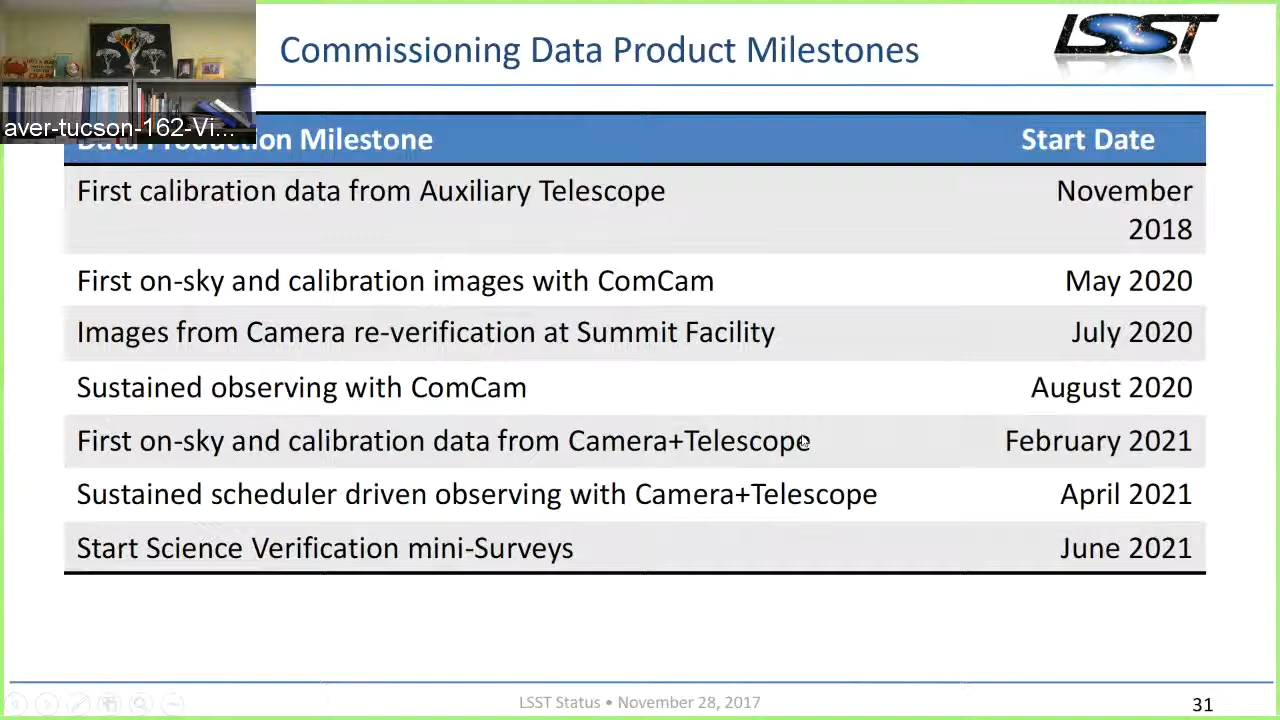 Commissioning Data Product Milestones
LSST
aver-tucson-162-Vi...
Data Production Milestone Start Date
First calibration data from Auxiliary Telescope November
2018
First on-sky and calibration images with ComCam May 2020
Images from Camera re-verification at Summit Facility July 2020
Sustained observing with ComCam August 2020
First on-sky and calibration data from Camera+Telescope February 2021
Sustained scheduler driven observing with Camera+Telescope April 2021
Start Science Verification mini-Surveys June 2021
LSST Status • November 28, 2017
31